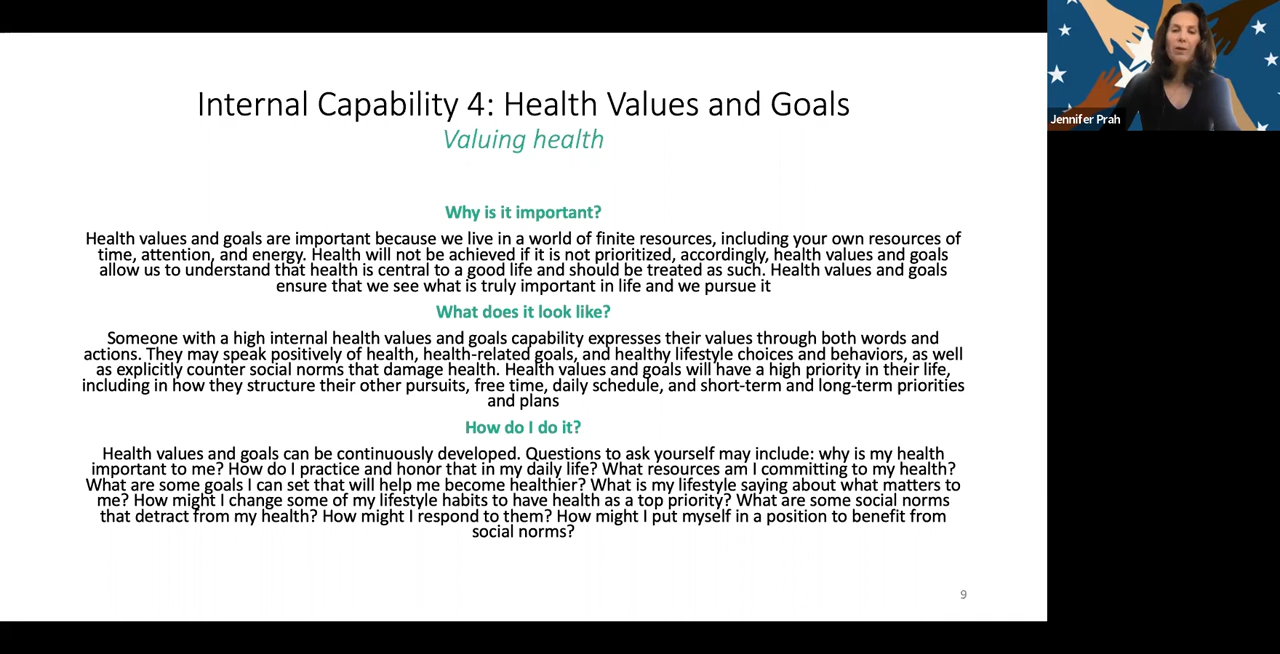 Internal Capability 4: Health Values and Goals
Valuing health
Jennifer Prah
Why is it important?
Health values and goals are important because we live in a world of finite resources, including your own resources of
time, attention, and energy. Health will not be achieved if it is not prioritized, accordingly, health values and goals
allow us to understand that health is central to a good life and should be treated as such. Health values and goals
ensure that we see what is truly important in life and we pursue it
What does it look like?
Someone with a high internal health values and goals capability expresses their values through both words and
actions. They may speak positively of health, health-related goals, and healthy lifestyle choices and behaviors, as well
as explicitly counter social norms that damage health. Health values and goals will have a high priority in their life,
including in how they structure their other pursuits, free time, daily schedule, and short-term and long-term priorities
and plans
How do I do it?
Health values and goals can be continuously developed. Questions to ask yourself may include: why is my health
important to me? How do I practice and honor that in my daily life? What resources am I committing to my health?
What are some goals I can set that will help me become healthier? What is my lifestyle saying about what matters to
me? How might I change some of my lifestyle habits to have health as a top priority? What are some social norms
that detract from my health? How might I respond to them? How might I put myself in a position to benefit from
social norms?
9